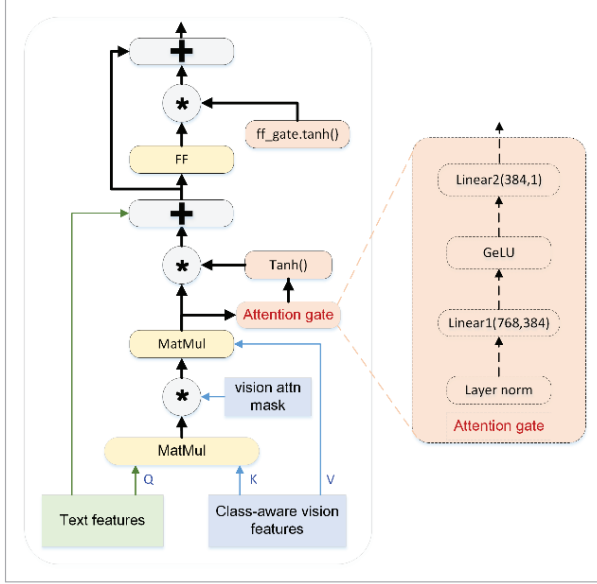 +
*
ff_gate.tanh()
FF
+
*
Tanh()
Attention gate
MatMul
*
vision attn
mask
MatMul
Q
K
V
Text features
Class-aware vision
features
Linear2(384,1)
GeLU
Linear1(768,384)
Layer norm
Attention gate